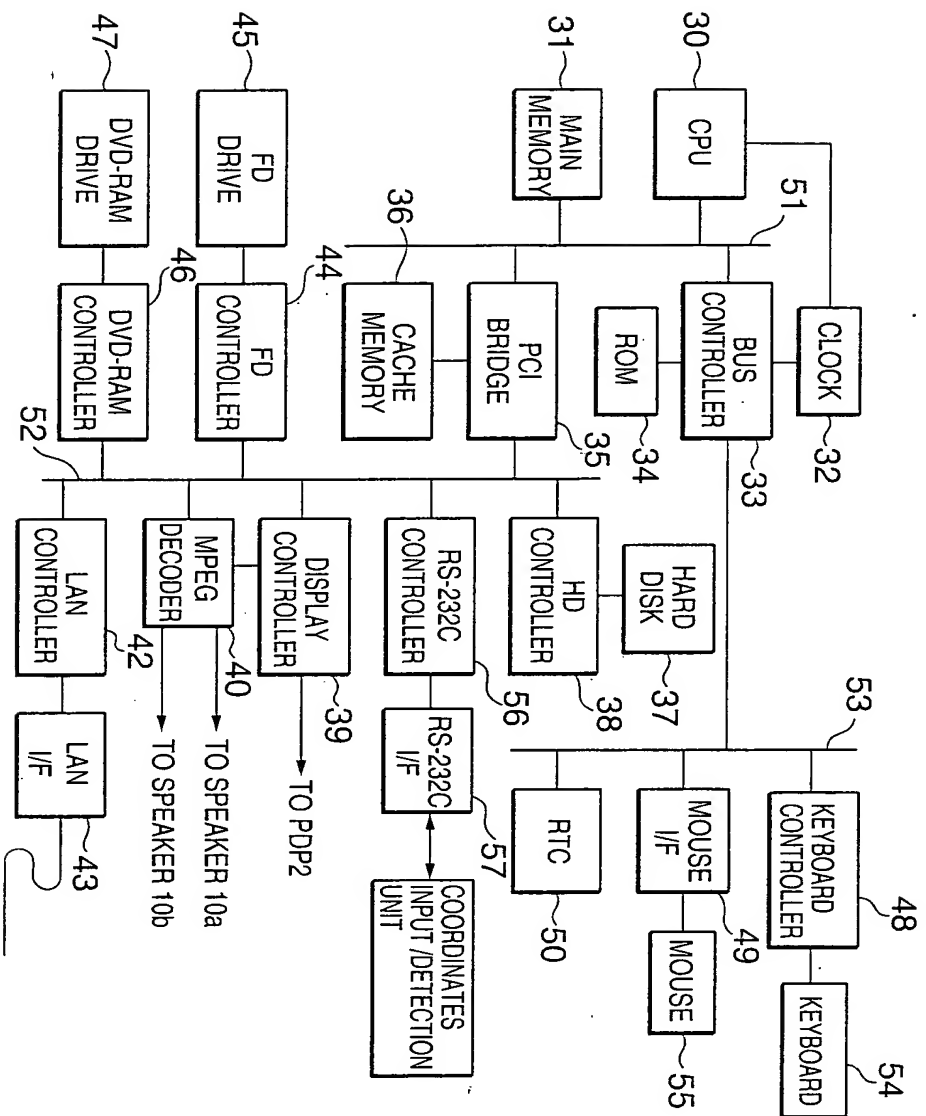 30
CPU
31
MAIN
MEMORY
51
CLOCK
32
BUS
CONTROLLER
33
ROM
34
PCI
BRIDGE
35
36
CACHE
MEMORY
45
FD
DRIVE
44
FD
CONTROLLER
47
DVD-RAM
DRIVE
46
DVD-RAM
CONTROLLER
52
HARD
DISK
37
HD
CONTROLLER
38
RS-232C
CONTROLLER
56
RS-232C
I/F
57
COORDINATES
INPUT/DETECTION
UNIT
DISPLAY
CONTROLLER
39
TO PDP2
MPEG
DECODER
40
TO SPEAKER 10a
TO SPEAKER 10b
LAN
CONTROLLER
42
LAN
I/F
43
53
KEYBOARD
CONTROLLER
48
KEYBOARD
54
MOUSE
I/F
49
MOUSE
55
RTC
50